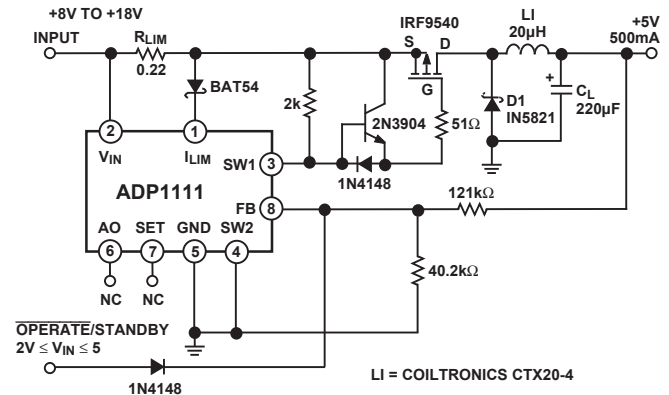 +8V TO +18V
INPUT
RLIM
0.22
BAT54
2k
IRF9540
S
D
G
2N3904
51Ω
1N4148
LI
20µH
+5V
500mA
D1
IN5821
+
CL
220µF
2
VIN
1
ILIM
SW1
3
ADP1111
FB
8
121kΩ
AO
SET
GND
SW2
6
7
5
4
NC
NC
40.2kΩ
OPERATE/STANDBY
2V ≤ VIN ≤ 5
1N4148
LI = COILTRONICS CTX20-4